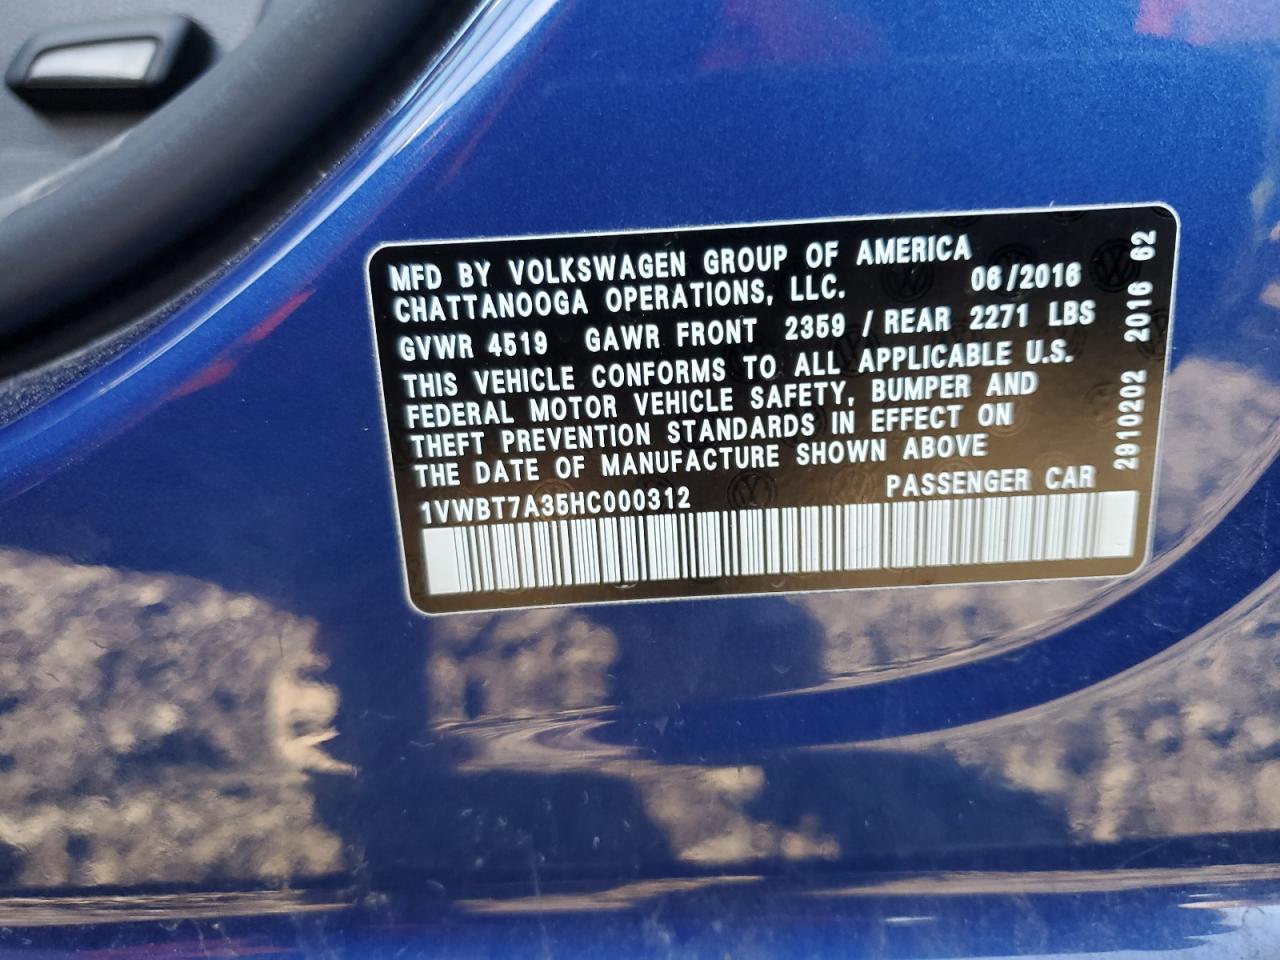 MFD BY VOLKSWAGEN GROUP OF AMERICA
CHATTANOOGA OPERATIONS, LLC. 06/2016
GVWR 4519 GAWR FRONT 2359 / REAR 2271 LBS
THIS VEHICLE CONFORMS TO ALL APPLICABLE U.S.
FEDERAL MOTOR VEHICLE SAFETY, BUMPER AND
THEFT PREVENTION STANDARDS IN EFFECT ON
THE DATE OF MANUFACTURE SHOWN ABOVE
1VWBT7A35HC000312 PASSENGER CAR
2910202 2016 62